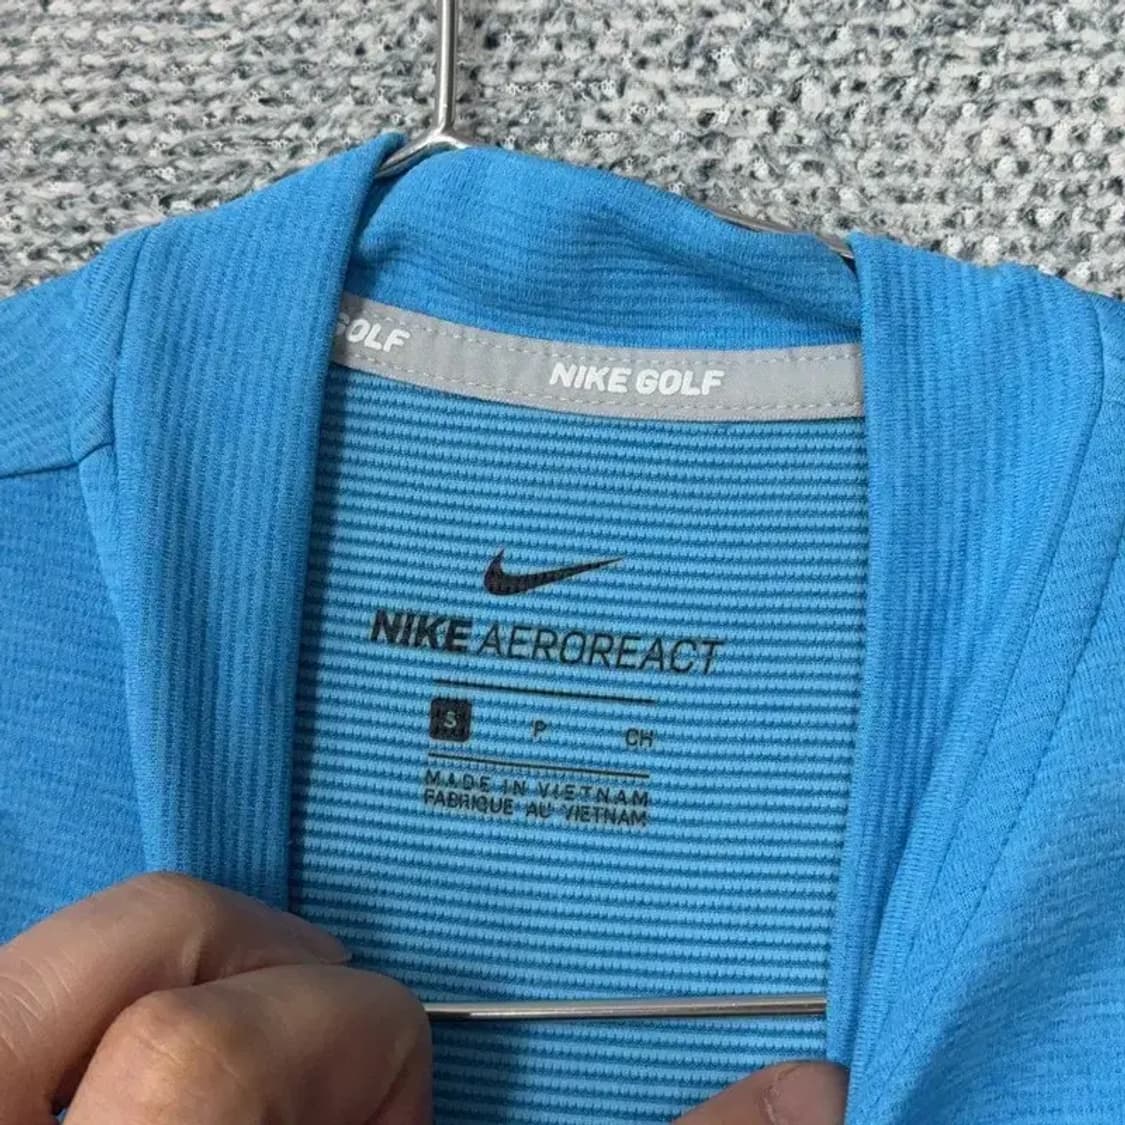 GOLF
NIKE GOLF
NIKE AEROREACT
S P CH
MADE IN VIETNAM
FABRIQUE AU VIETNAM